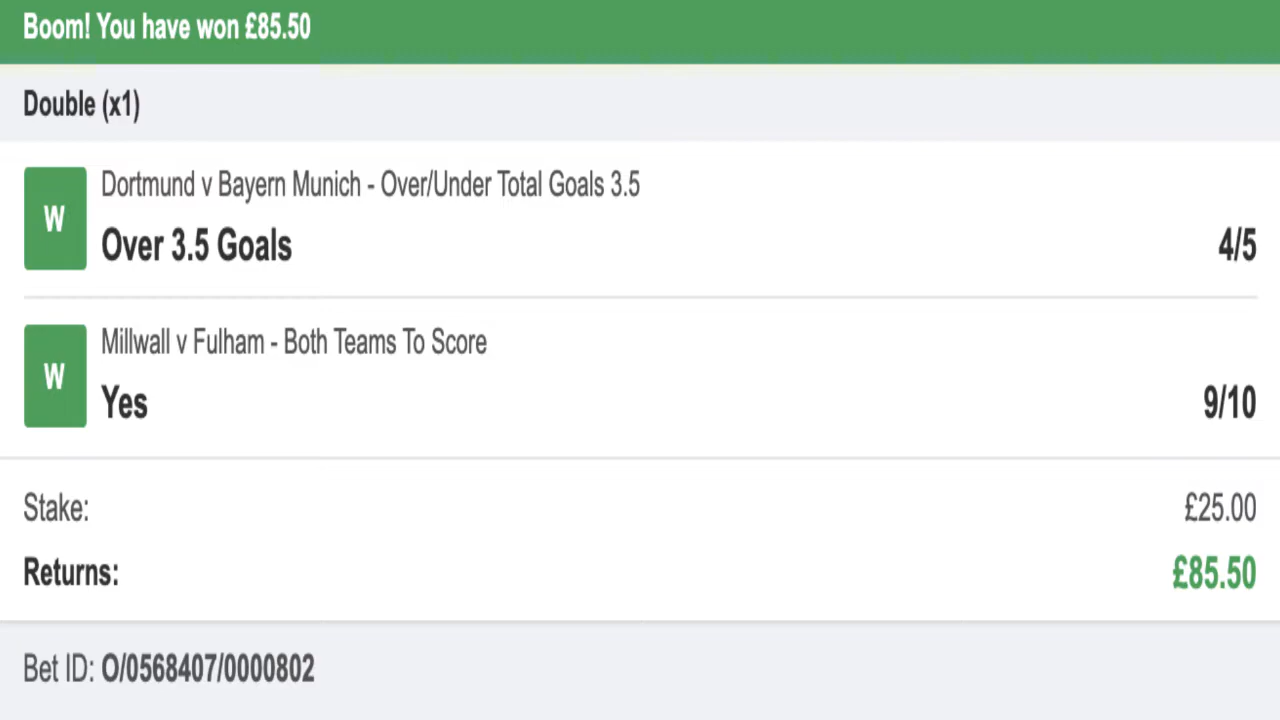 Boom! You have won £85.50
Double (x1)
W
Dortmund v Bayern Munich - Over/Under Total Goals 3.5
Over 3.5 Goals 4/5
W
Millwall v Fulham - Both Teams To Score
Yes 9/10
Stake: £25.00
Returns: £85.50
Bet ID: O/0568407/0000802